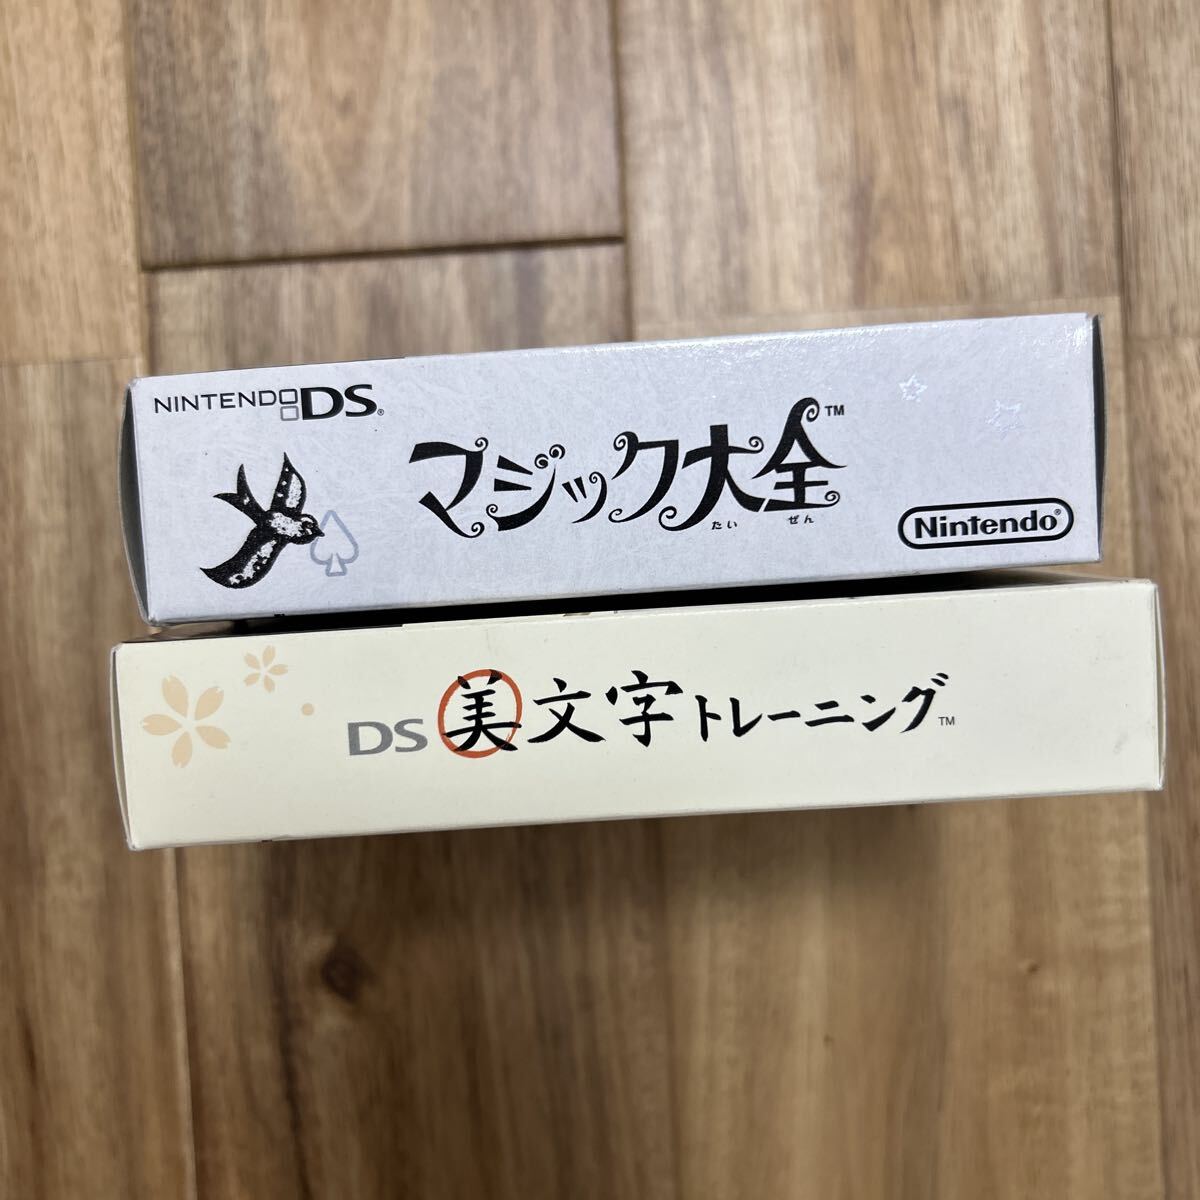 NINTENDO DS®
マジック大全™
たいぜん
Nintendo®
DS 美文字トレーニング™